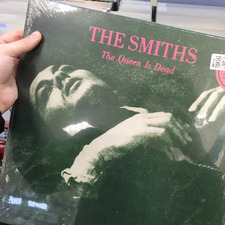 THE SMITHS
The Queen Is Dead